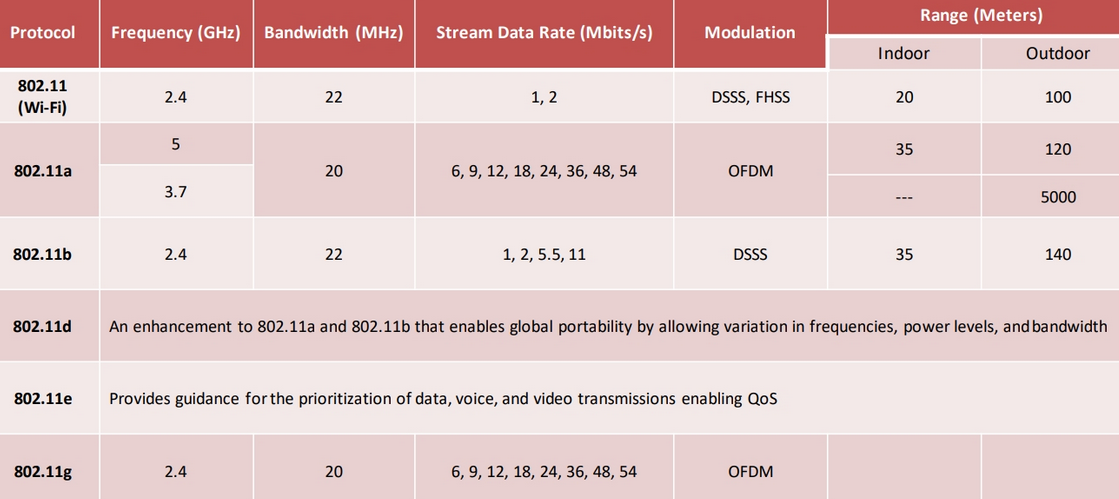 Protocol Frequency (GHz) Bandwidth (MHz) Stream Data Rate (Mbits/s) Modulation Range (Meters)
Indoor Outdoor
802.11
(Wi-Fi) 2.4 22 1, 2 DSSS, FHSS 20 100
802.11a 5 20 6, 9, 12, 18, 24, 36, 48, 54 OFDM 35 120
3.7 --- 5000
802.11b 2.4 22 1, 2, 5.5, 11 DSSS 35 140
802.11d An enhancement to 802.11a and 802.11b that enables global portability by allowing variation in frequencies, power levels, and bandwidth
802.11e Provides guidance for the prioritization of data, voice, and video transmissions enabling QoS
802.11g 2.4 20 6, 9, 12, 18, 24, 36, 48, 54 OFDM